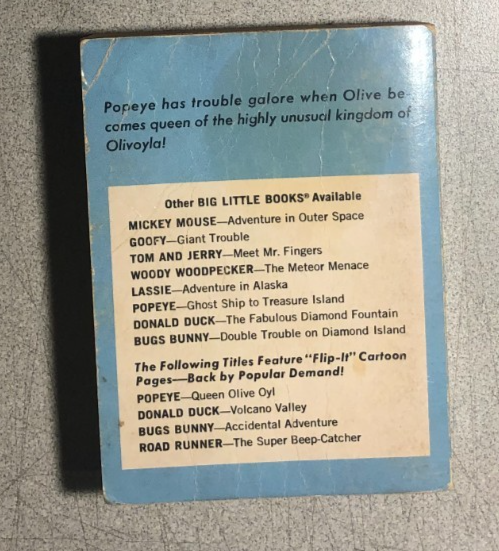 Popeye has trouble galore when Olive be-
comes queen of the highly unusual kingdom of
Olivoyla!
Other BIG LITTLE BOOKS® Available
MICKEY MOUSE—Adventure in Outer Space
GOOFY—Giant Trouble
TOM AND JERRY—Meet Mr. Fingers
WOODY WOODPECKER—The Meteor Menace
LASSIE—Adventure in Alaska
POPEYE—Ghost Ship to Treasure Island
DONALD DUCK—The Fabulous Diamond Fountain
BUGS BUNNY—Double Trouble on Diamond Island
The Following Titles Feature "Flip-It" Cartoon
Pages—Back by Popular Demand!
POPEYE—Queen Olive Oyl
DONALD DUCK—Volcano Valley
BUGS BUNNY—Accidental Adventure
ROAD RUNNER—The Super Beep-Catcher